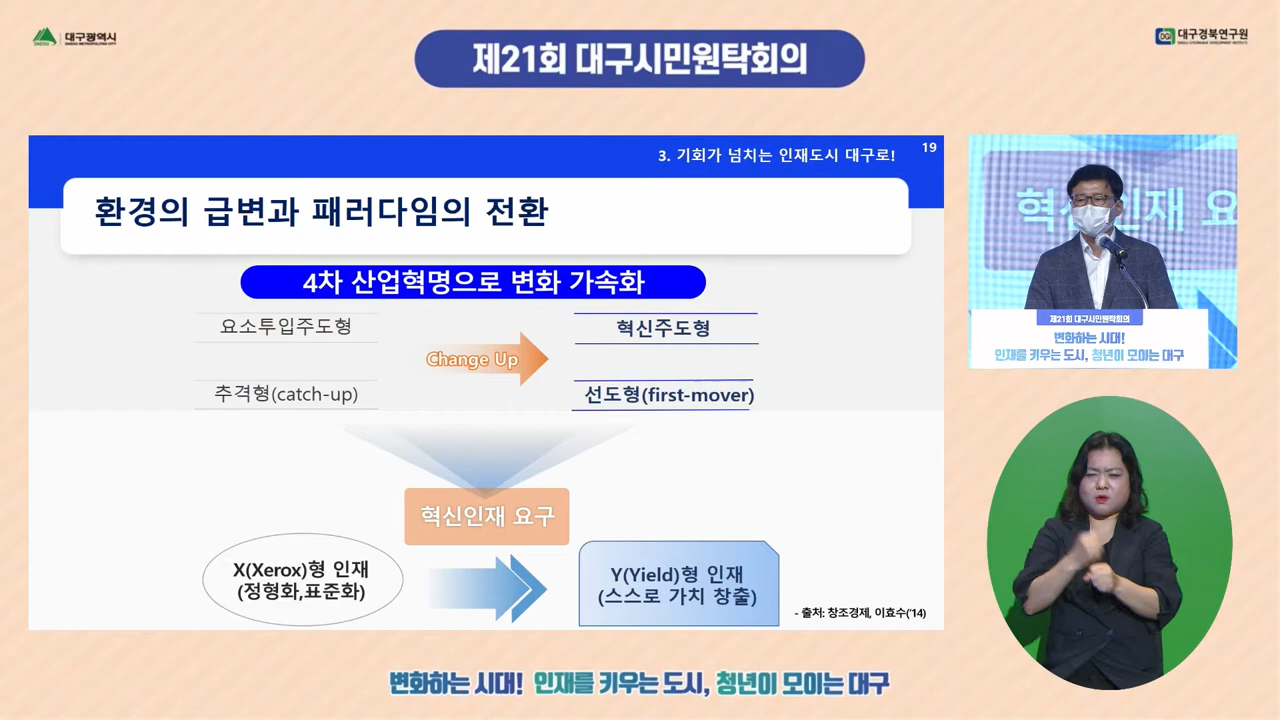 대구광역시
DAEGU METROPOLITAN CITY
제21회 대구시민원탁회의
DGI 대구경북연구원
3. 기회가 넘치는 인재도시 대구로!
19
환경의 급변과 패러다임의 전환
4차 산업혁명으로 변화 가속화
요소투입주도형
Change Up
혁신주도형
추격형(catch-up)
선도형(first-mover)
혁신인재 요구
X(Xerox)형 인재
(정형화,표준화)
Y(Yield)형 인재
(스스로 가치 창출)
- 출처: 창조경제, 이효수('14)
혁 인재 요
제21회 대구시민원탁회의
변화하는 시대!
인재를 키우는 도시, 청년이 모이는 대구
변화하는 시대! 인재를 키우는 도시, 청년이 모이는 대구